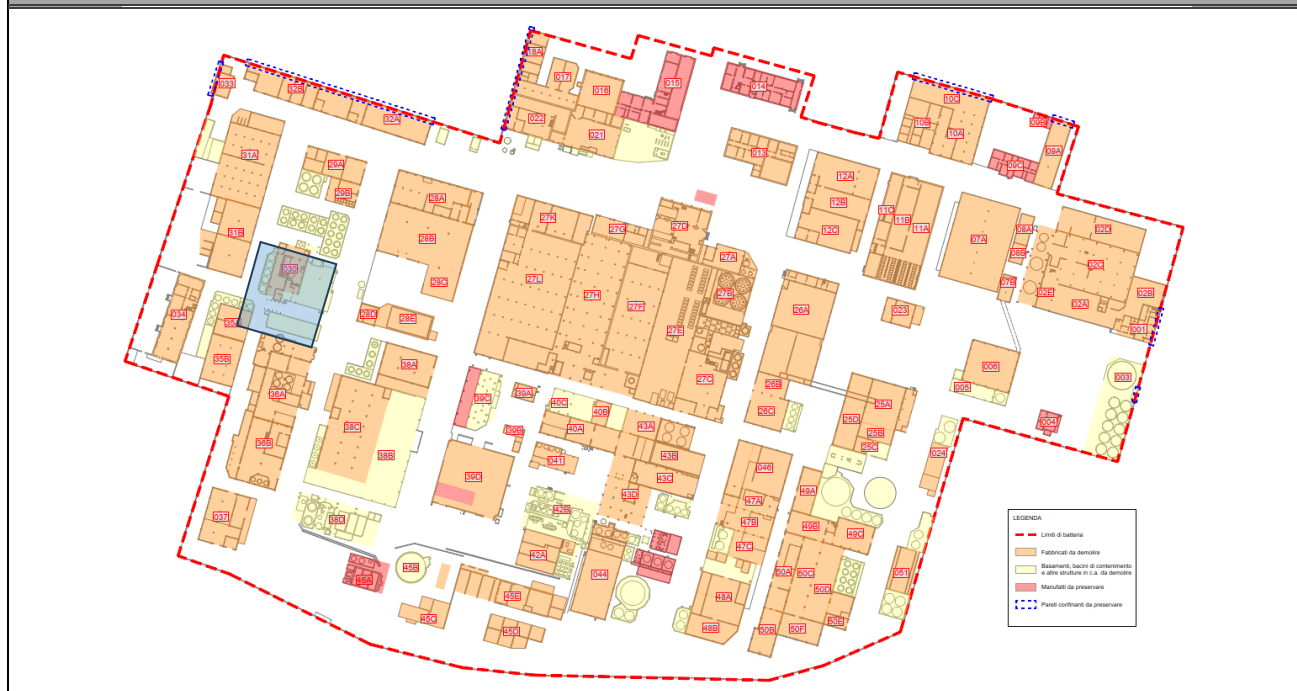 18A
017
016
015
014
033
32B
32A
022
021
013
10C
10B
10A
09B
09A
09C
31A
29A
29B
28A
12A
12B
12C
11C
11B
11A
07A
08A
08B
07B
02D
02C
02E
02A
02B
001
31B
28B
28C
27K
27G
27D
27A
27L
27H
27F
27B
27E
27C
030
26A
023
034
35B
28D
28E
006
005
003
36A
38A
39C
39A
40C
40B
26B
26C
25A
25D
25B
25C
004
36B
38C
38B
39B
40A
43A
43B
43C
43D
041
39D
046
024
47A
47B
47C
49A
49B
49C
037
38D
42B
42A
45A
45B
044
50A
50C
50D
051
45E
45C
45D
48A
48B
50E
50B
50F
LEGENDA
Limiti di batteria
Fabbricati da demolire
Basamenti, bacini di contenimento
e altre strutture in c.a. da demolire
Manufatti da preservare
Pareti confinanti da preservare